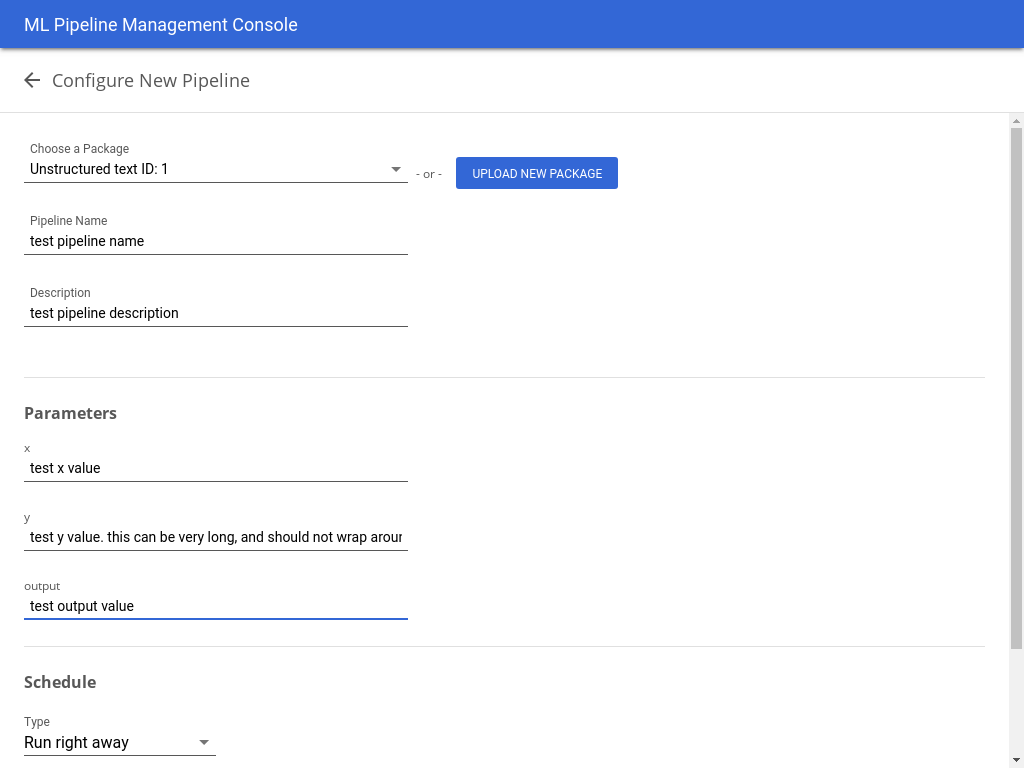 ML Pipeline Management Console
Configure New Pipeline
Choose a Package
Unstructured text ID: 1
- or -
UPLOAD NEW PACKAGE
Pipeline Name
test pipeline name
Description
test pipeline description
Parameters
x
test x value
y
test y value. this can be very long, and should not wrap
output
test output value
Schedule
Type
Run right away